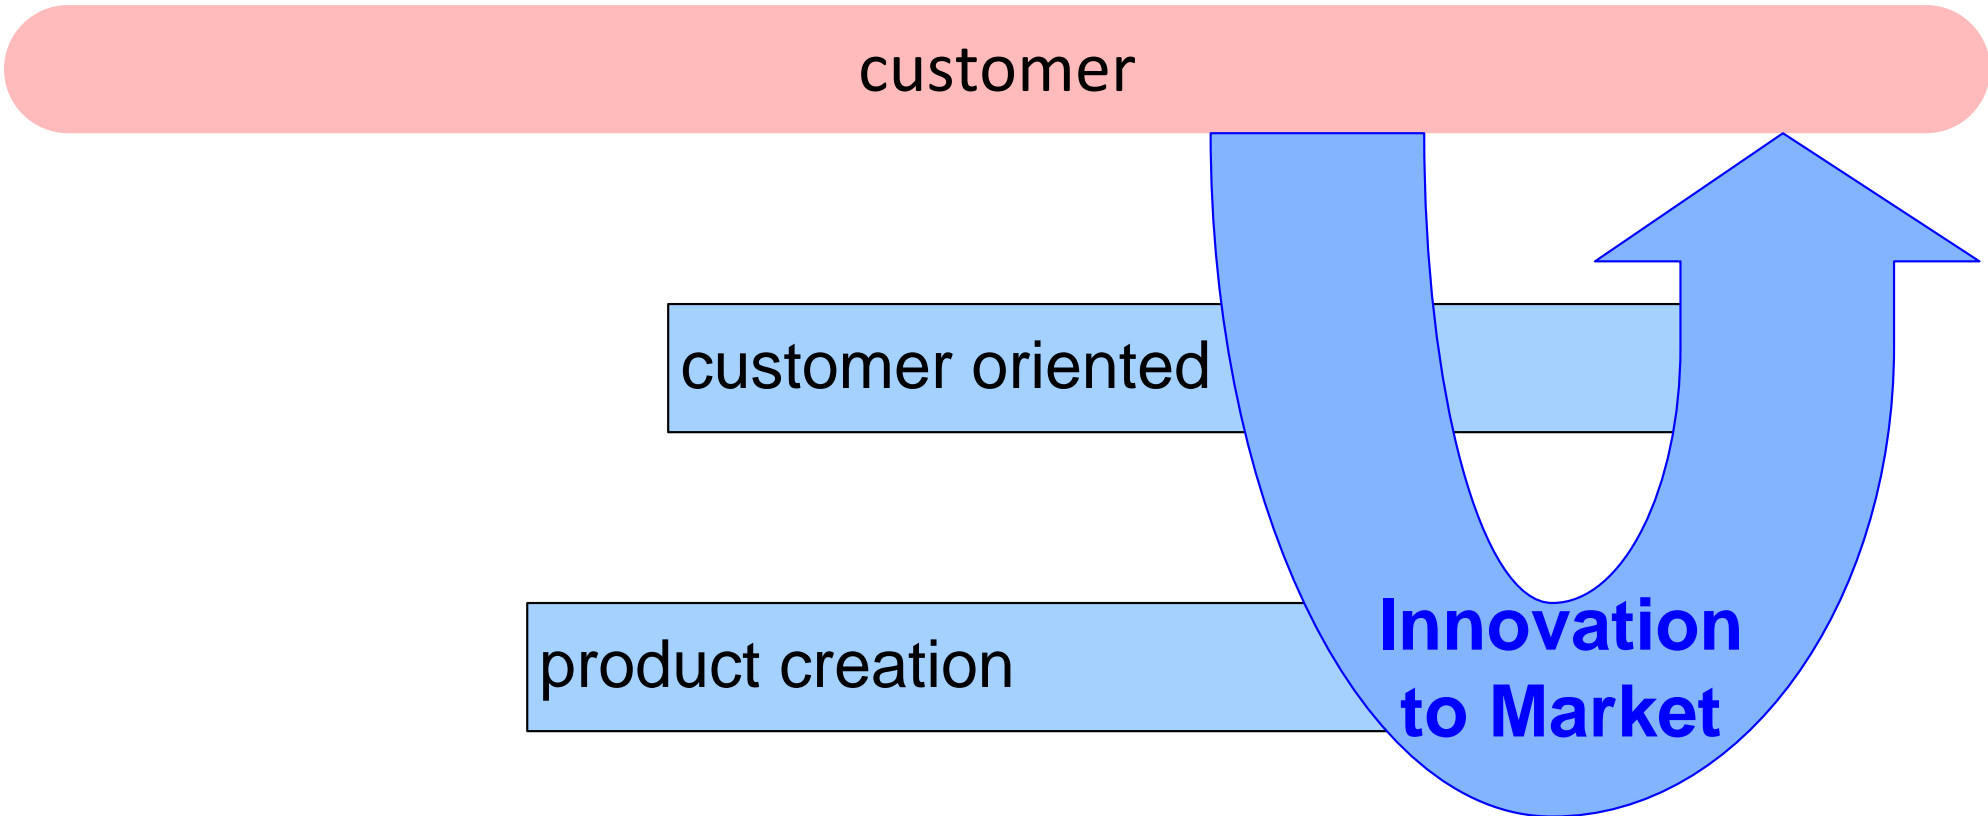 customer
customer oriented
product creation
Innovation
to Market